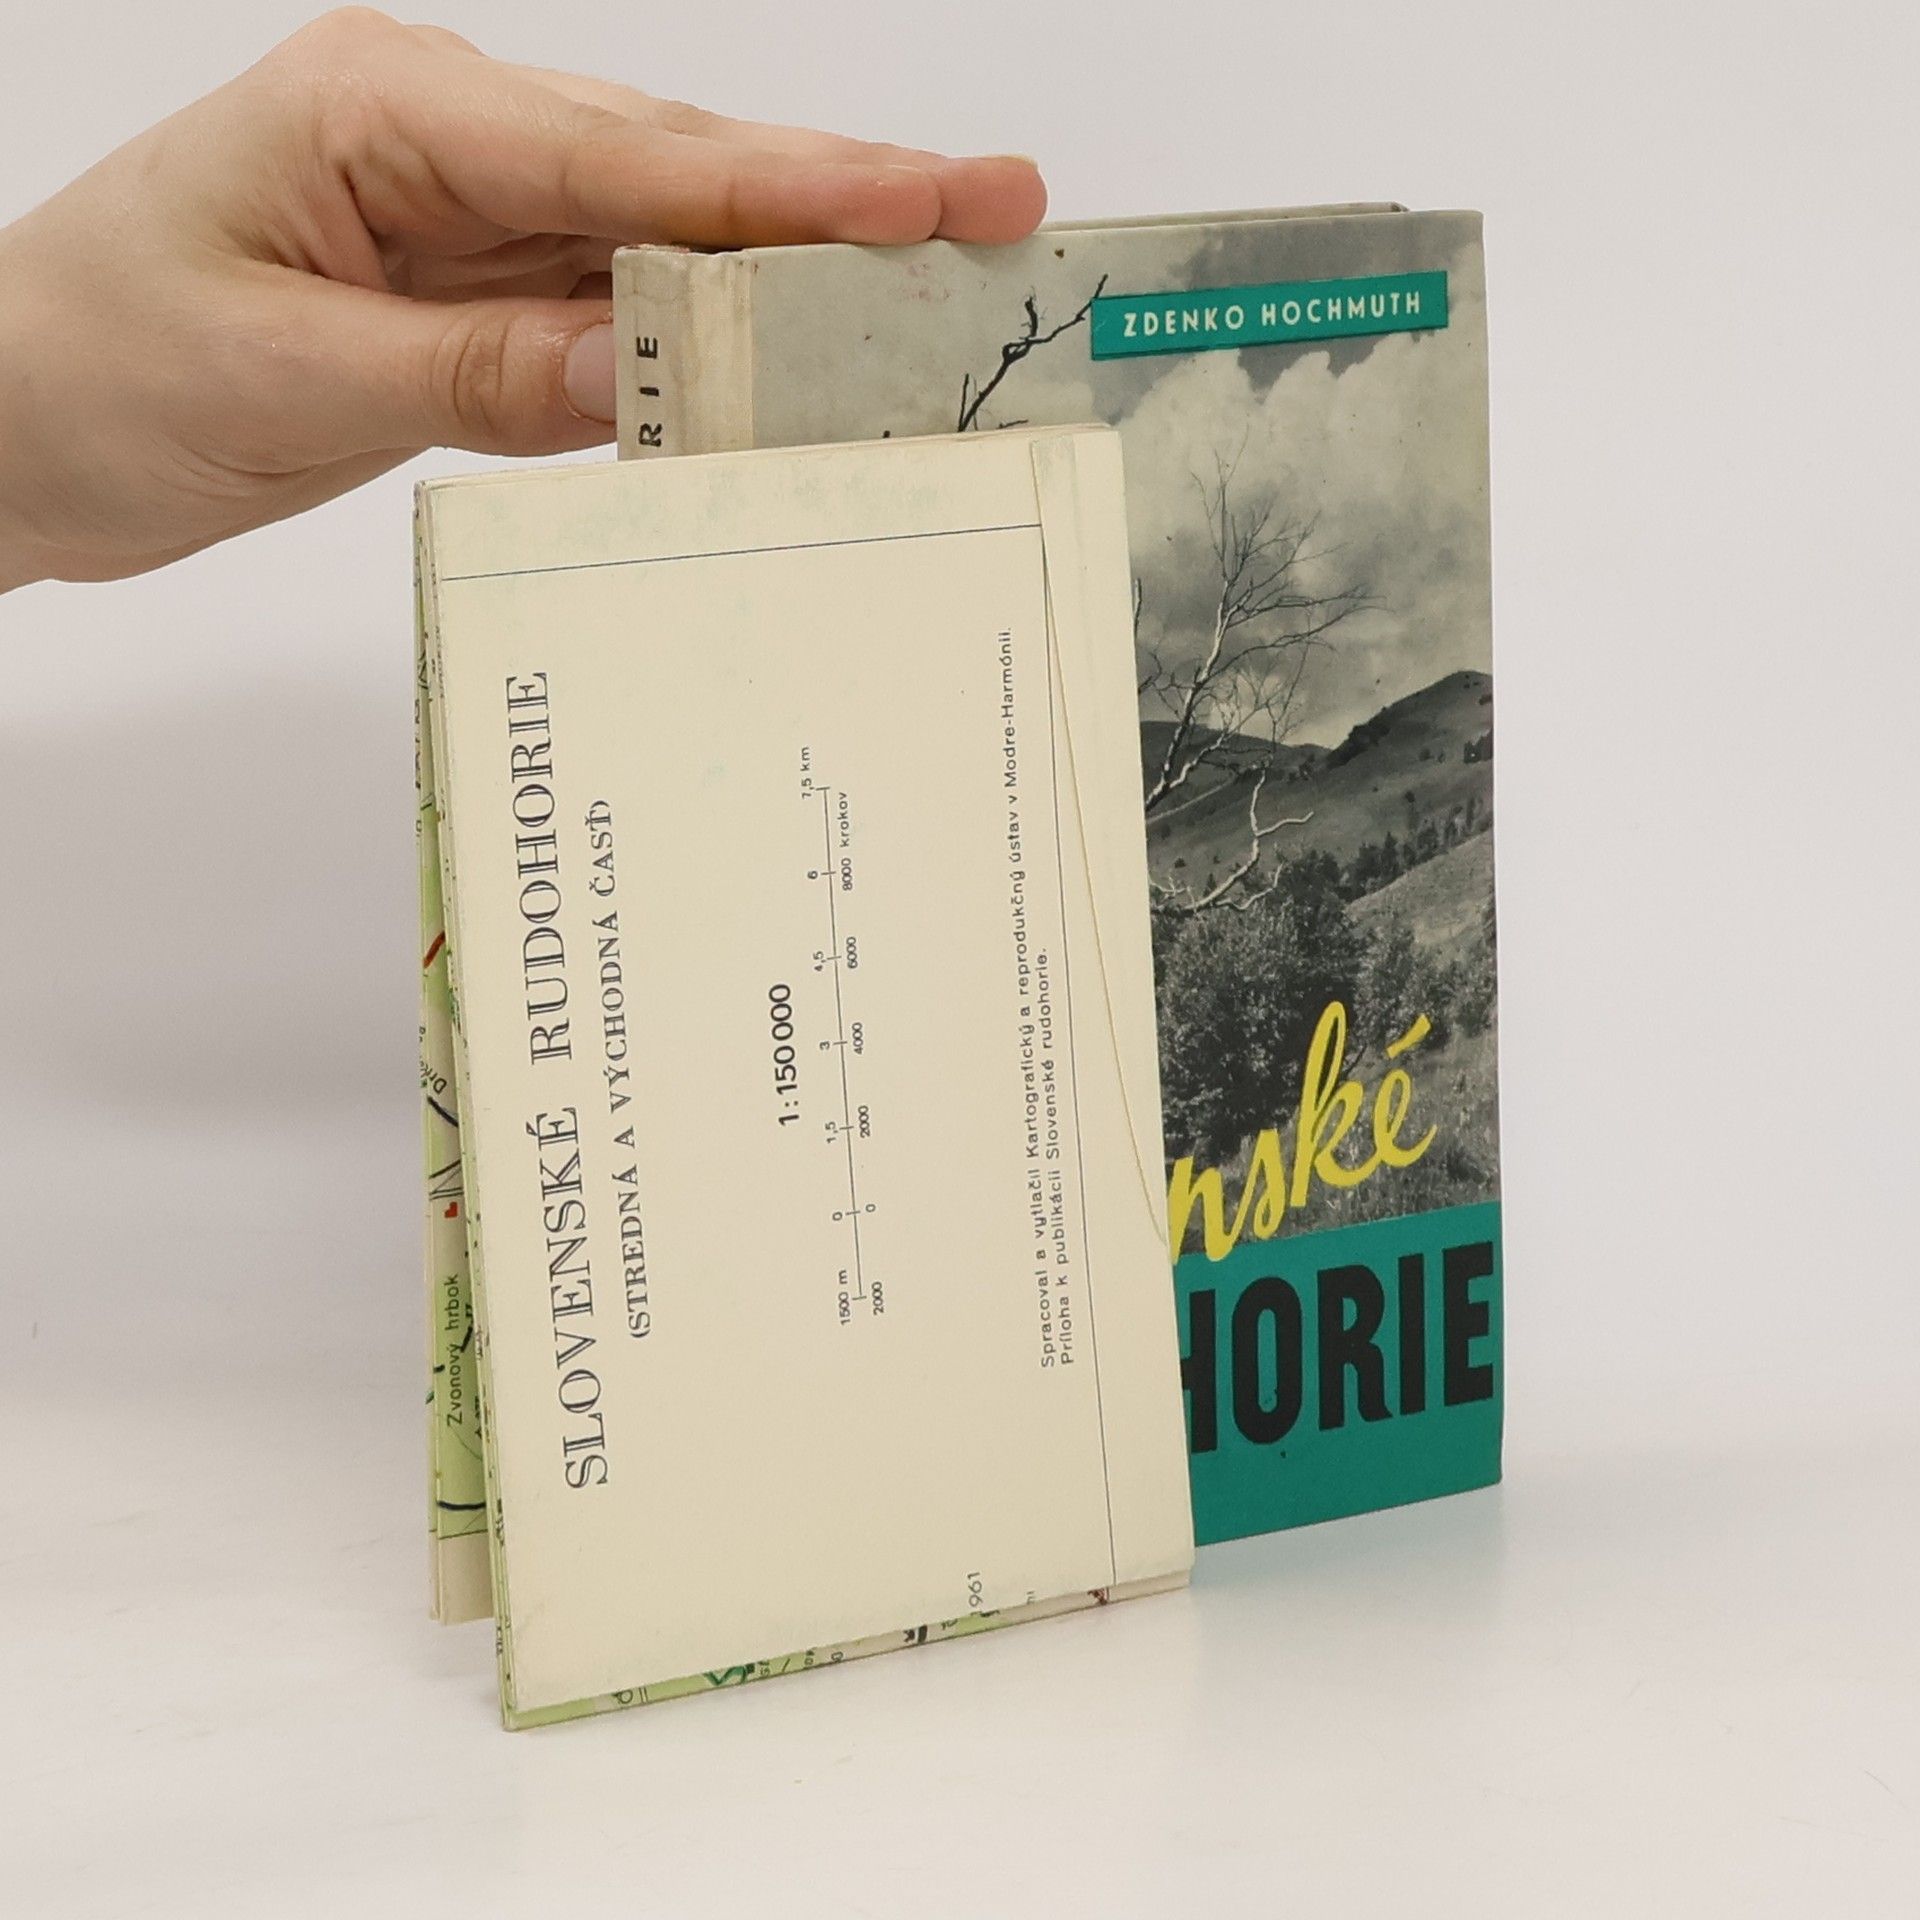 ZDENKO HOCHMUTH
RIE
nské
HORIE
SLOVENSKÉ RUDOHORIE
(STREDNÁ A VÝCHODNÁ ČASŤ)
1:150 000
1500 m 0 1,5 3 4,5 6 7,5 km
2000 0 2000 4000 6000 8000 krokov
Spracoval a vytlačil Kartografický a reprodukčný ústav v Modre-Harmónii.
Príloha k publikácii Slovenské rudohorie.
1961
Zvonový hrbok